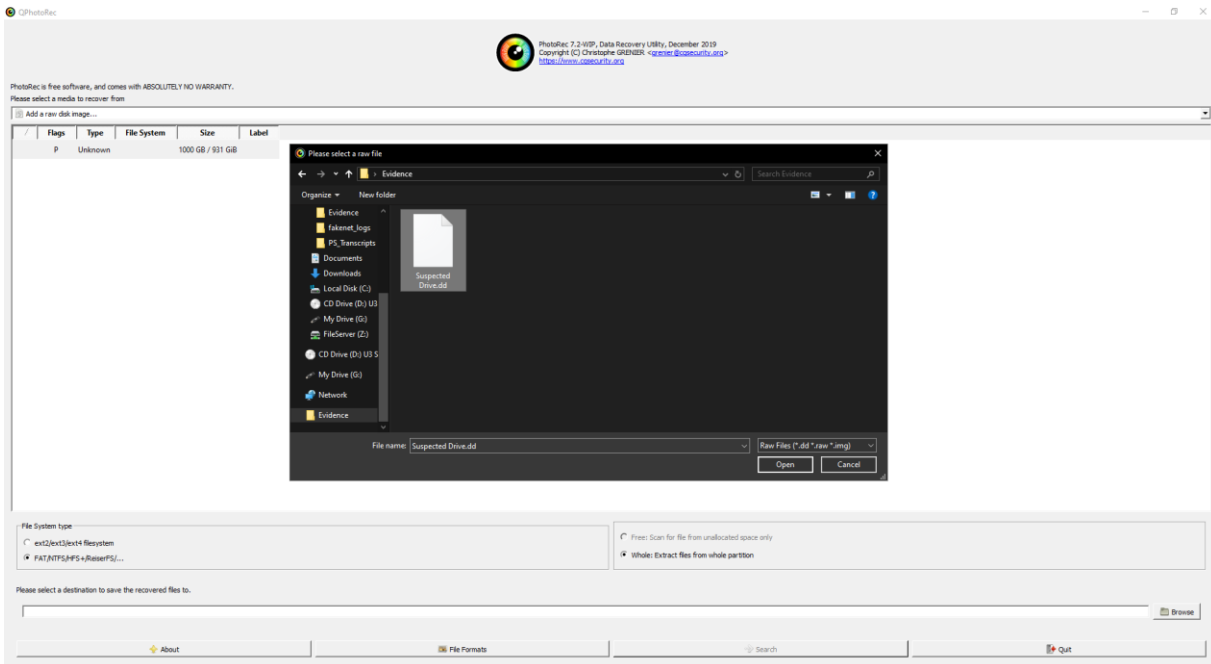 QPhotoRec
PhotoRec 7.2-WIP, Data Recovery Utility, December 2019
Copyright (C) Christophe GRENIER <grenier@cgsecurity.org>
https://www.cgsecurity.org
PhotoRec is free software, and comes with ABSOLUTELY NO WARRANTY.
Please select a media to recover from
Add a raw disk image...
/ Flags Type File System Size Label
P Unknown 1000 GB / 931 GiB
Please select a raw file
Evidence
Search Evidence
Organize
New folder
Evidence
fakenet_logs
PS_Transcripts
Documents
Downloads
Local Disk (C:)
CD Drive (D:) U3
My Drive (G:)
FileServer (Z:)
CD Drive (D:) U3 S
My Drive (G:)
Network
Evidence
Suspected
Drive.dd
File name: Suspected Drive.dd
Raw Files (*.dd *.raw *.img)
Open
Cancel
File System type
ext2/ext3/ext4 filesystem
FAT/NTFS/HFS+/ReiserFS/...
Free: Scan for file from unallocated space only
Whole: Extract files from whole partition
Please select a destination to save the recovered files to.
Browse
About
File Formats
Search
Quit